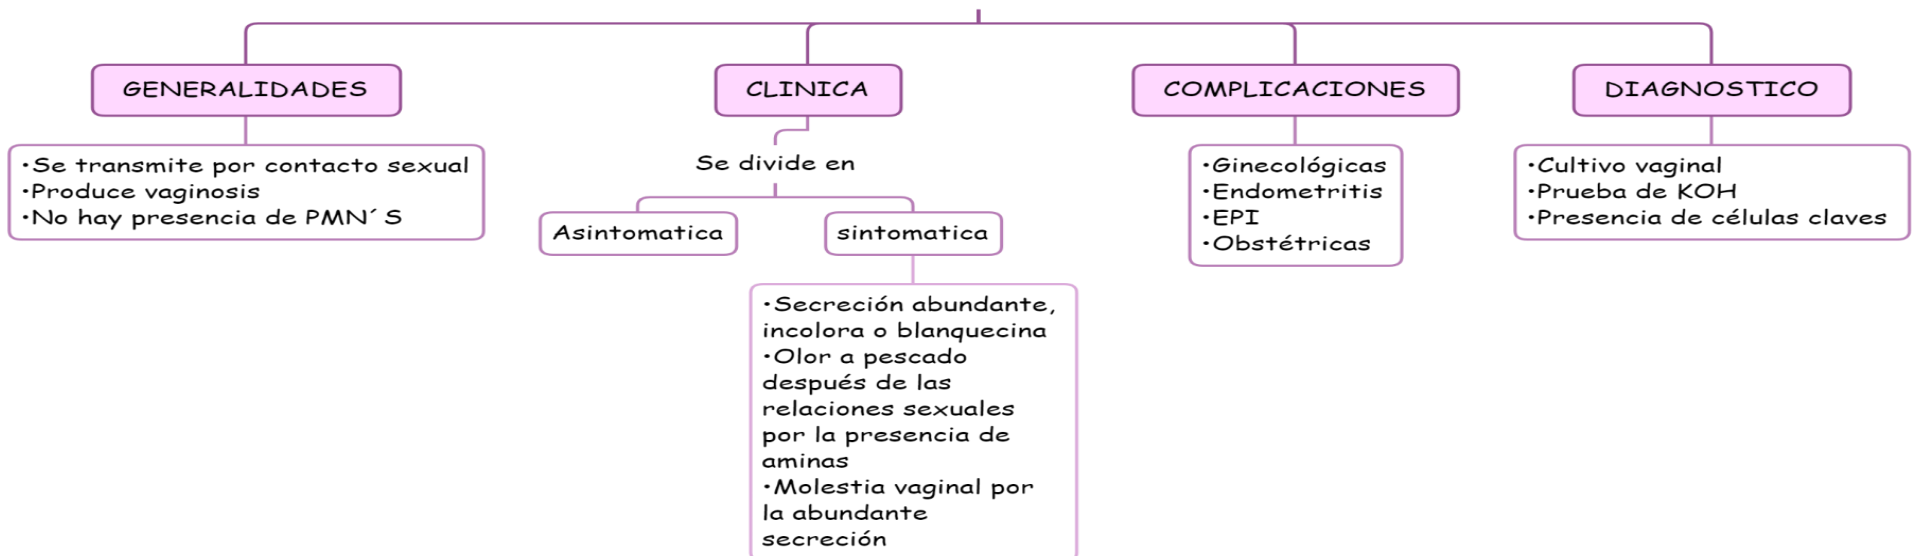 GENERALIDADES
•Se transmite por contacto sexual
•Produce vaginosis
•No hay presencia de PMN´S
CLINICA
Se divide en
Asintomatica
sintomatica
•Secreción abundante,
incolora o blanquecina
•Olor a pescado
después de las
relaciones sexuales
por la presencia de
aminas
•Molestia vaginal por
la abundante
secreción
COMPLICACIONES
•Ginecológicas
•Endometritis
•EPI
•Obstétricas
DIAGNOSTICO
•Cultivo vaginal
•Prueba de KOH
•Presencia de células claves